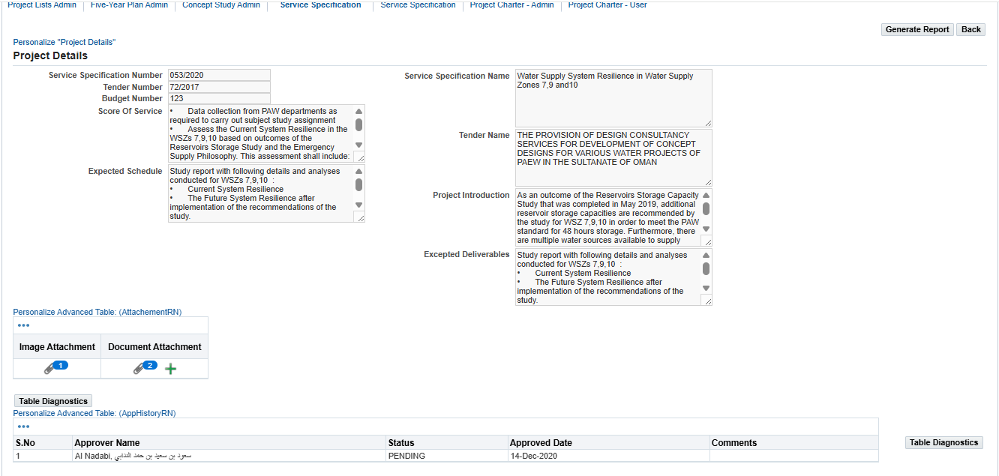 Project Lists Admin
Five-Year Plan Admin
Concept Study Admin
Service Specification
Service Specification
Project Charter - Admin
Project Charter - User
Generate Report
Back
Personalize "Project Details"
Project Details
Service Specification Number
053/2020
Tender Number
72/2017
Budget Number
123
Score Of Service
• Data collection from PAW departments as
required to carry out subject study assignment
• Assess the Current System Resilience in the
WSZs 7,9,10 based on outcomes of the
Reservoirs Storage Study and the Emergency
Supply Philosophy. This assessment shall include:
Expected Schedule
Study report with following details and analyses
conducted for WSZs 7,9,10 :
• Current System Resilience
• The Future System Resilience after
implementation of the recommendations of the
study.
Service Specification Name
Water Supply System Resilience in Water Supply
Zones 7,9 and10
Tender Name
THE PROVISION OF DESIGN CONSULTANCY
SERVICES FOR DEVELOPMENT OF CONCEPT
DESIGNS FOR VARIOUS WATER PROJECTS OF
PAEW IN THE SULTANATE OF OMAN
Project Introduction
As an outcome of the Reservoirs Storage Capacity
Study that was completed in May 2019, additional
reservoir storage capacities are recommended by
the study for WSZ 7,9,10 in order to meet the PAW
standard for 48 hours storage. Furthermore, there
are multiple water sources available to supply
Excepted Deliverables
Study report with following details and analyses
conducted for WSZs 7,9,10 :
• Current System Resilience
• The Future System Resilience after
implementation of the recommendations of the
study.
Personalize Advanced Table: (AttachementRN)
Image Attachment
Document Attachment
1
2
Table Diagnostics
Personalize Advanced Table: (AppHistoryRN)
S.No
Approver Name
Status
Approved Date
Comments
1
Al Nadabi, سعود بن سعيد بن حمد الندابي
PENDING
14-Dec-2020
Table Diagnostics